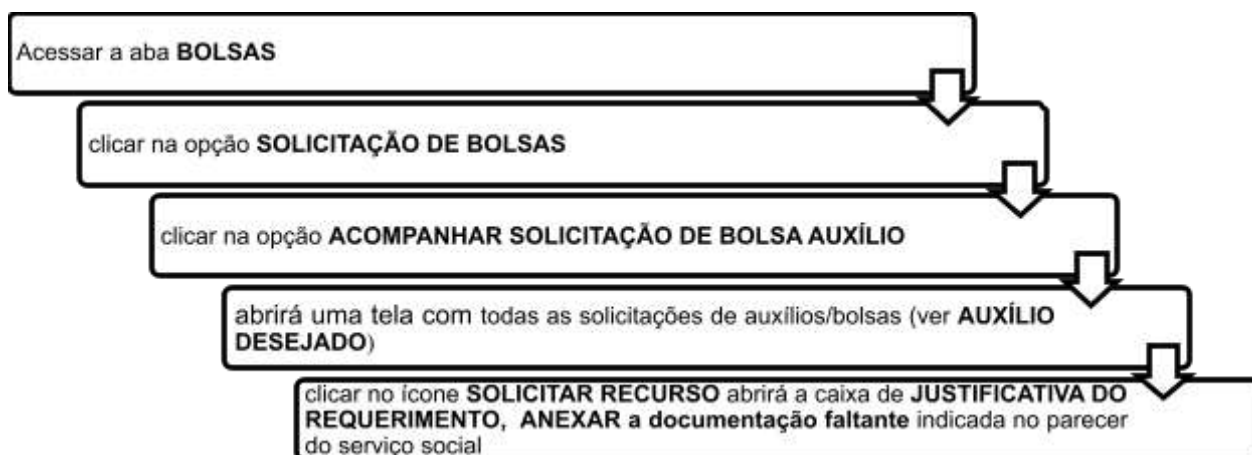 Acessar a aba BOLSAS
clicar na opção SOLICITAÇÃO DE BOLSAS
clicar na opção ACOMPANHAR SOLICITAÇÃO DE BOLSA AUXÍLIO
abrirá uma tela com todas as solicitações de auxílios/bolsas (ver AUXÍLIO
DESEJADO)
clicar no ícone SOLICITAR RECURSO abrirá a caixa de JUSTIFICATIVA DO
REQUERIMENTO, ANEXAR a documentação faltante indicada no parecer
do serviço social